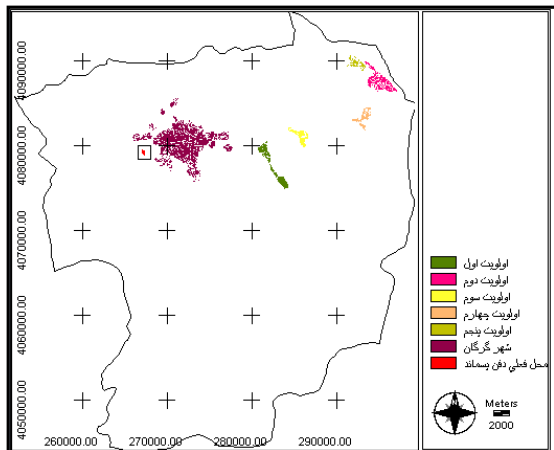 4090000.00
4080000.00
4070000.00
4060000.00
4050000.00
260000.00 270000.00 280000.00 290000.00
اولویت اول
اولویت دوم
اولویت سوم
اولویت چهارم
اولویت پنجم
شهر گرگان
محل فعلي دفن پسماند
Meters
2000